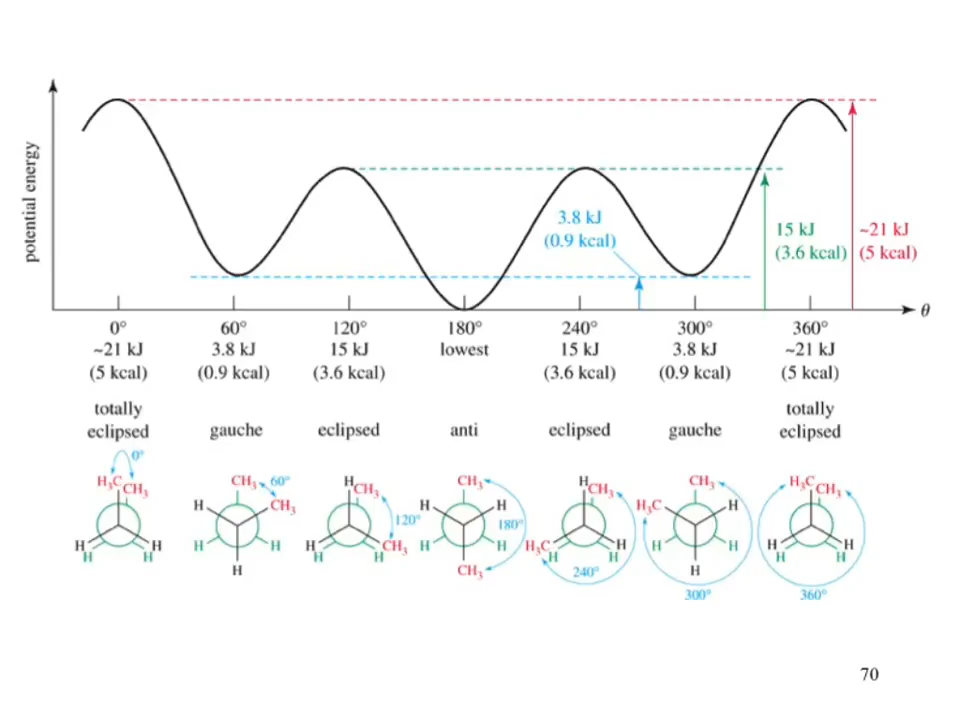 potential energy
3.8 kJ
(0.9 kcal)
15 kJ
(3.6 kcal)
~21 kJ
(5 kcal)
θ
0° 60° 120° 180° 240° 300° 360°
~21 kJ 3.8 kJ 15 kJ lowest 15 kJ 3.8 kJ ~21 kJ
(5 kcal) (0.9 kcal) (3.6 kcal) (3.6 kcal) (0.9 kcal) (5 kcal)
totally totally
eclipsed gauche eclipsed anti eclipsed gauche eclipsed
0°
H₃C CH₃
H H
H H
CH₃ 60°
H CH₃
H H
H
H CH₃
120°
H CH₃
H
CH₃
H H
180°
H H
CH₃
H CH₃
H₃C H
H H
240°
CH₃
H₃C H
H H
H
300°
H₃C CH₃
H H
H H
360°
70